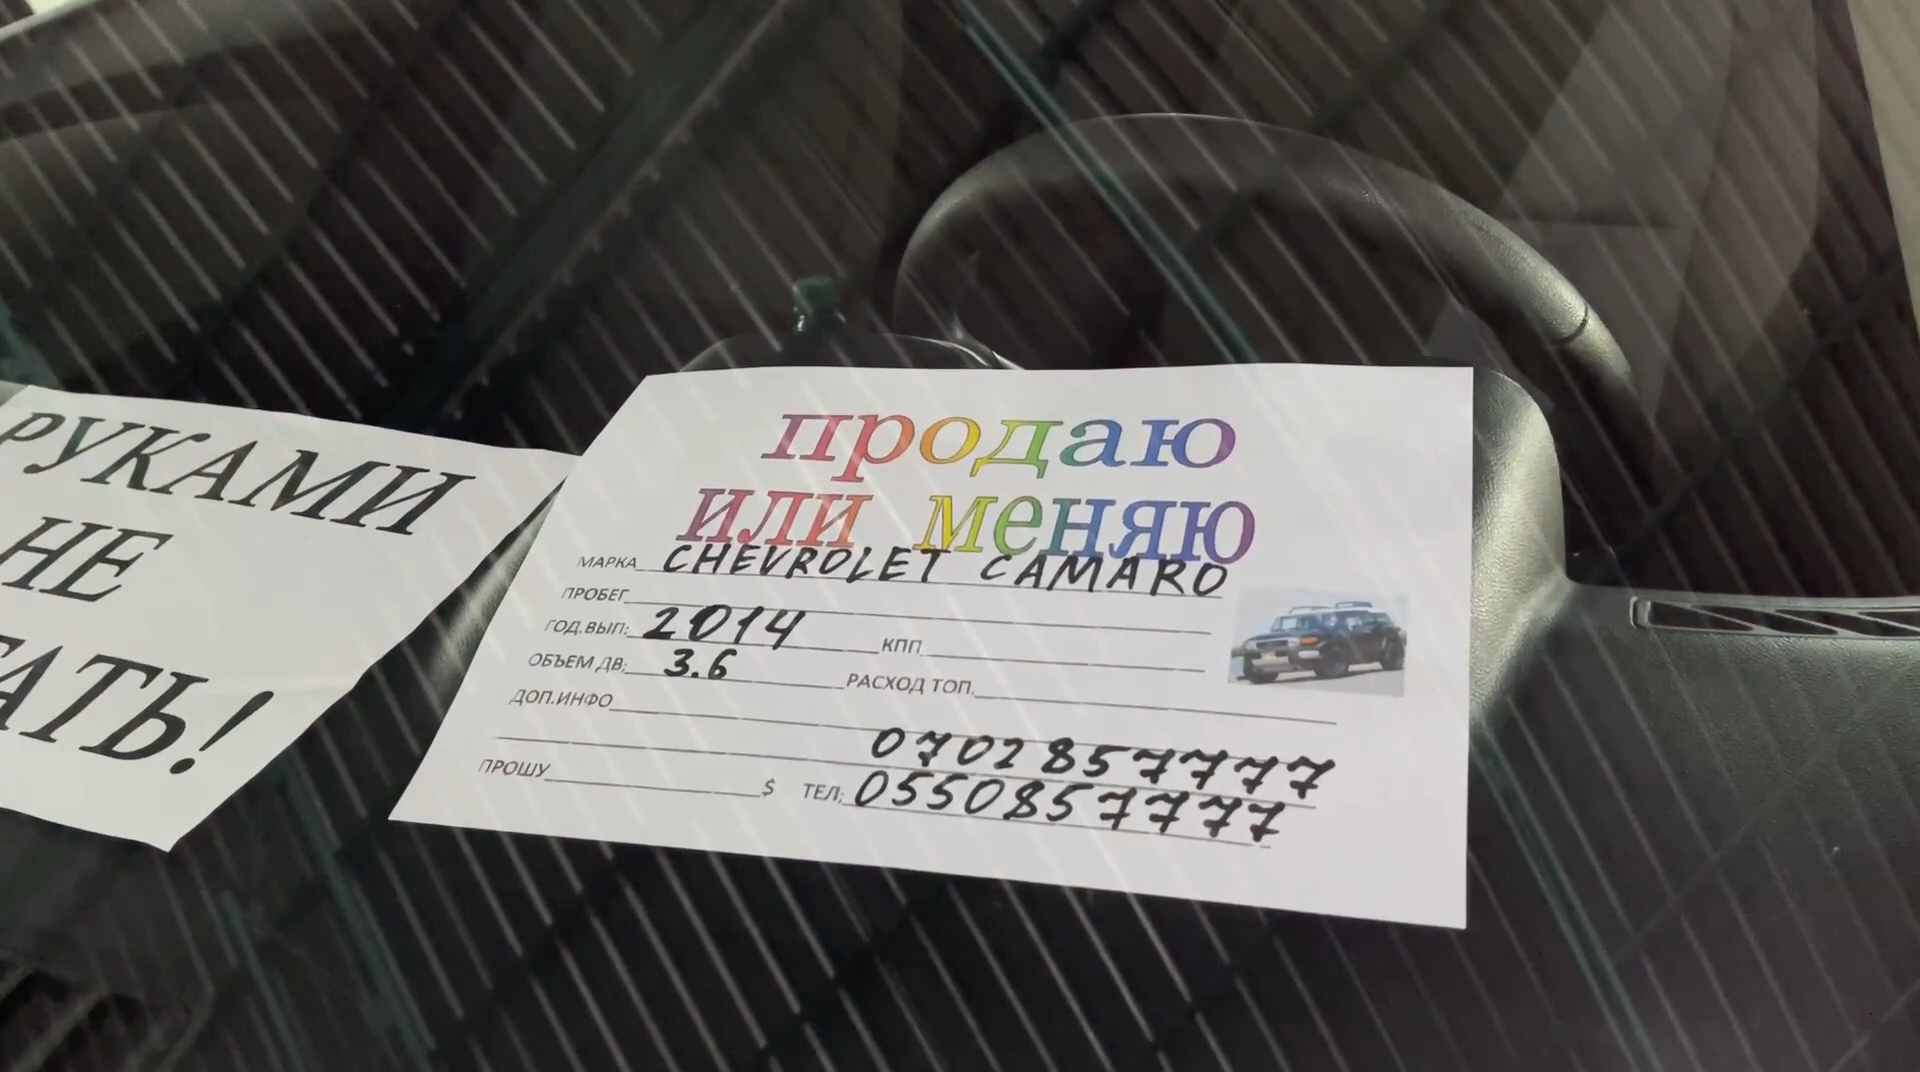 РУКАМИ
НЕ
продаю
или меняю
МАРКА CHEVROLET CAMARO
ПРОБЕГ
ГОД.ВЫП: 2014 КПП
ОБЪЕМ ДВ: 3.6 РАСХОД ТОП.
ДОП.ИНФО
0702857777
ПРОШУ $ ТЕЛ: 0550857777